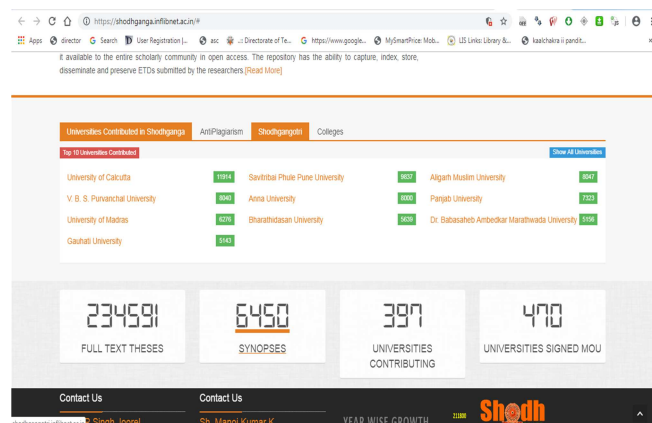 https://shodhganga.inflibnet.ac.in/#
Apps director Search User Registration |... asc ..:: Directorate of Te... https://www.google... MySmartPrice: Mob... LIS Links: Library &... kaalchakra ii pandit...
it available to the entire scholarly community in open access. The repository has the ability to capture, index, store,
disseminate and preserve ETDs submitted by the researchers.[Read More]
Universities Contributed in Shodhganga AntiPlagiarism Shodhgangotri Colleges
Top 10 Universities Contributed Show All Universities
University of Calcutta 11914 Savitribai Phule Pune University Aligarh Muslim University 8047
V. B. S. Purvanchal University 8040 Anna University 8000 Panjab University 7323
University of Madras 6276 Bharathidasan University 5639 Dr. Babasaheb Ambedkar Marathwada University 5156
Gauhati University 5143
234591 6450 397 470
FULL TEXT THESES SYNOPSES UNIVERSITIES CONTRIBUTING UNIVERSITIES SIGNED MOU
Contact Us Contact Us
Singh Sh. Manoj Kumar K YEAR WISE GROWTH 211800 Shodh